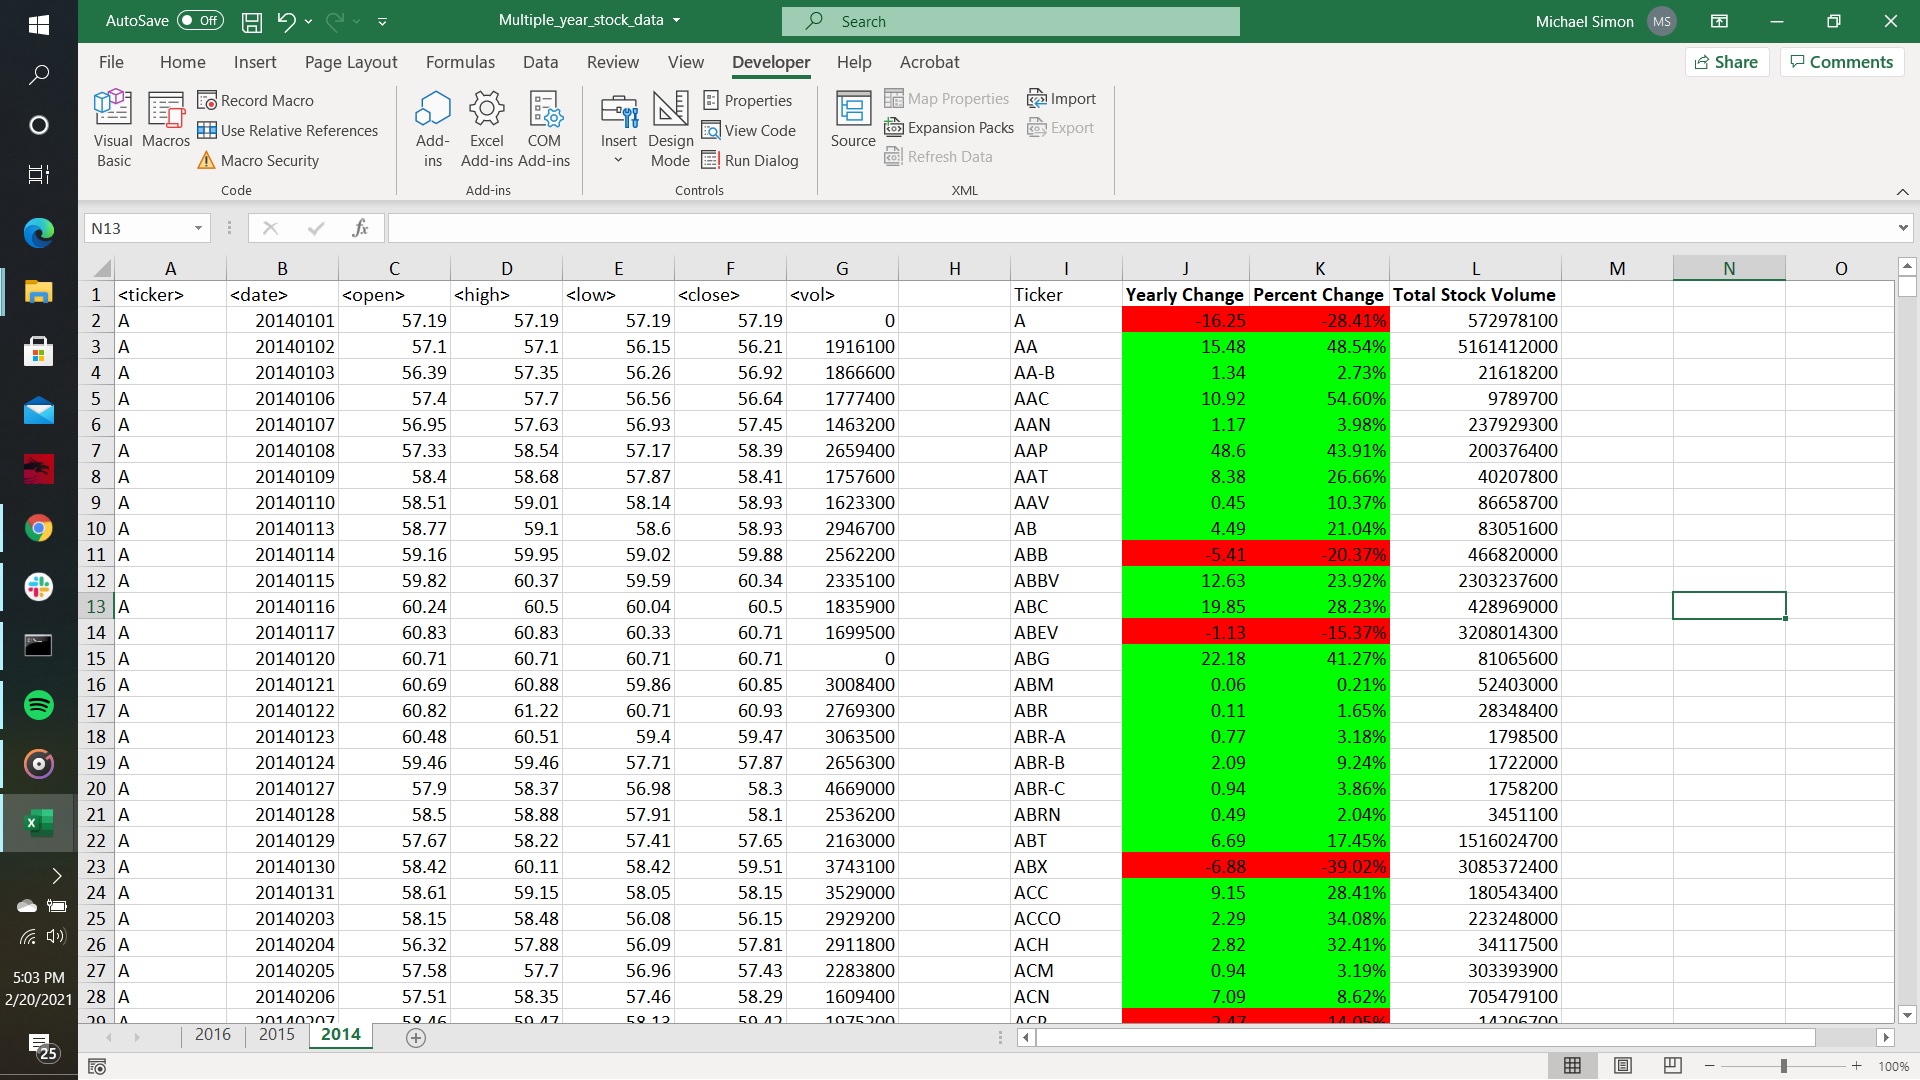 AutoSave Off Multiple_year_stock_data Search Michael Simon MS
File Home Insert Page Layout Formulas Data Review View Developer Help Acrobat Share Comments
Visual Basic
Macros
Record Macro
Use Relative References
Macro Security
Code
Add-ins
Excel Add-ins
COM Add-ins
Add-ins
Insert
Design Mode
Properties
View Code
Run Dialog
Controls
Source
Map Properties
Expansion Packs
Refresh Data
Import
Export
XML
N13 fx
A B C D E F G H I J K L M N O
1 <ticker> <date> <open> <high> <low> <close> <vol> Ticker Yearly Change Percent Change Total Stock Volume
2 A 20140101 57.19 57.19 57.19 57.19 0 A -16.25 -28.41% 572978100
3 A 20140102 57.1 57.1 56.15 56.21 1916100 AA 15.48 48.54% 5161412000
4 A 20140103 56.39 57.35 56.26 56.92 1866600 AA-B 1.34 2.73% 21618200
5 A 20140106 57.4 57.7 56.56 56.64 1777400 AAC 10.92 54.60% 9789700
6 A 20140107 56.95 57.63 56.93 57.45 1463200 AAN 1.17 3.98% 237929300
7 A 20140108 57.33 58.54 57.17 58.39 2659400 AAP 48.6 43.91% 200376400
8 A 20140109 58.4 58.68 57.87 58.41 1757600 AAT 8.38 26.66% 40207800
9 A 20140110 58.51 59.01 58.14 58.93 1623300 AAV 0.45 10.37% 86658700
10 A 20140113 58.77 59.1 58.6 58.93 2946700 AB 4.49 21.04% 83051600
11 A 20140114 59.16 59.95 59.02 59.88 2562200 ABB -5.41 -20.37% 466820000
12 A 20140115 59.82 60.37 59.59 60.34 2335100 ABBV 12.63 23.92% 2303237600
13 A 20140116 60.24 60.5 60.04 60.5 1835900 ABC 19.85 28.23% 428969000
14 A 20140117 60.83 60.83 60.33 60.71 1699500 ABEV -1.13 -15.37% 3208014300
15 A 20140120 60.71 60.71 60.71 60.71 0 ABG 22.18 41.27% 81065600
16 A 20140121 60.69 60.88 59.86 60.85 3008400 ABM 0.06 0.21% 52403000
17 A 20140122 60.82 61.22 60.71 60.93 2769300 ABR 0.11 1.65% 28348400
18 A 20140123 60.48 60.51 59.4 59.47 3063500 ABR-A 0.77 3.18% 1798500
19 A 20140124 59.46 59.46 57.71 57.87 2656300 ABR-B 2.09 9.24% 1722000
20 A 20140127 57.9 58.37 56.98 58.3 4669000 ABR-C 0.94 3.86% 1758200
21 A 20140128 58.5 58.88 57.91 58.1 2536200 ABRN 0.49 2.04% 3451100
22 A 20140129 57.67 58.22 57.41 57.65 2163000 ABT 6.69 17.45% 1516024700
23 A 20140130 58.42 60.11 58.42 59.51 3743100 ABX -6.88 -39.02% 3085372400
24 A 20140131 58.61 59.15 58.05 58.15 3529000 ACC 9.15 28.41% 180543400
25 A 20140203 58.15 58.48 56.08 56.15 2929200 ACCO 2.29 34.08% 223248000
26 A 20140204 56.32 57.88 56.09 57.81 2911800 ACH 2.82 32.41% 34117500
27 A 20140205 57.58 57.7 56.96 57.43 2283800 ACM 0.94 3.19% 303393900
28 A 20140206 57.51 58.35 57.46 58.29 1609400 ACN 7.09 8.62% 705479100
29 A 20140207
2016 2015 2014
100%
5:03 PM
2/20/2021
25